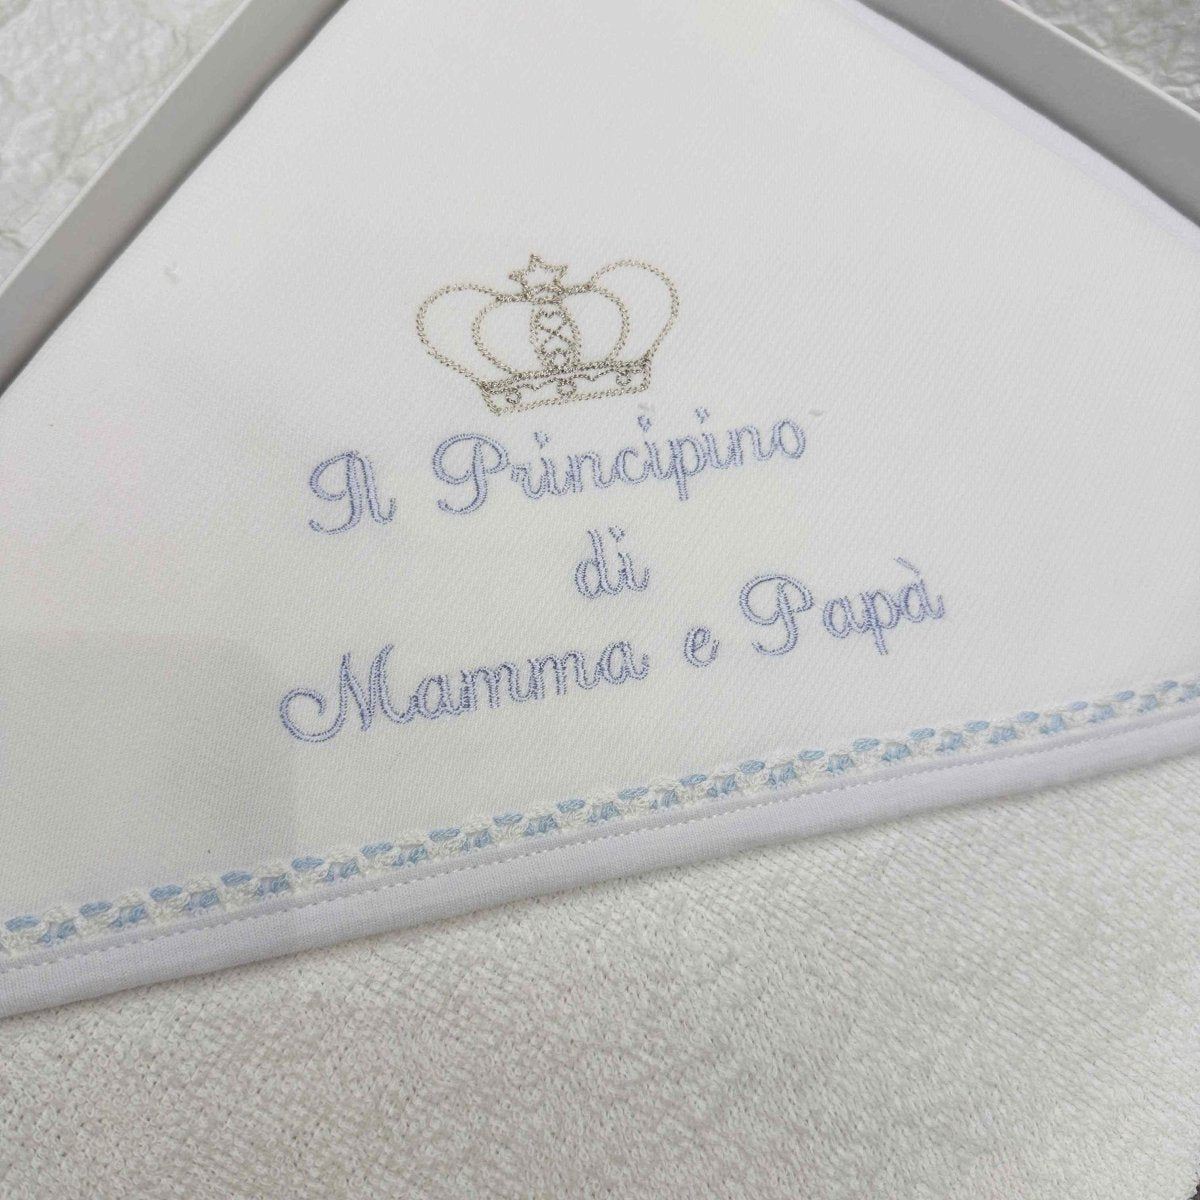 Il Principino
di
Mamma e Papà